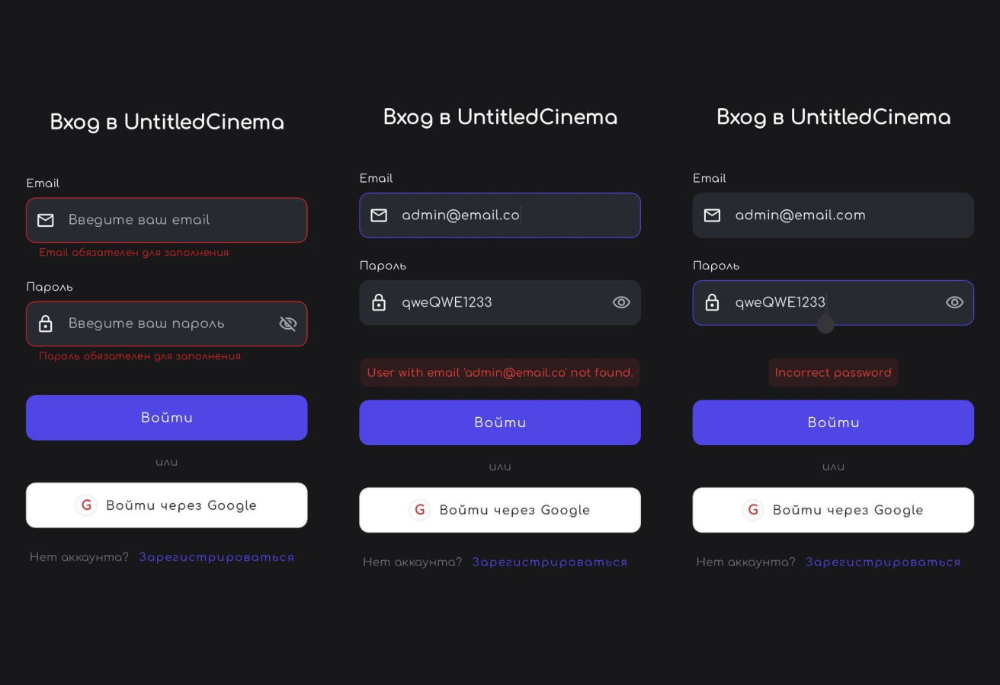 Вход в UntitledCinema
Email
Введите ваш email
Email обязателен для заполнения
Пароль
Введите ваш пароль
Пароль обязателен для заполнения
Войти
или
G Войти через Google
Нет аккаунта? Зарегистрироваться
Вход в UntitledCinema
Email
admin@email.co
Пароль
qweQWE1233
User with email 'admin@email.co' not found.
Войти
или
G Войти через Google
Нет аккаунта? Зарегистрироваться
Вход в UntitledCinema
Email
admin@email.com
Пароль
qweQWE1233
Incorrect password
Войти
или
G Войти через Google
Нет аккаунта? Зарегистрироваться